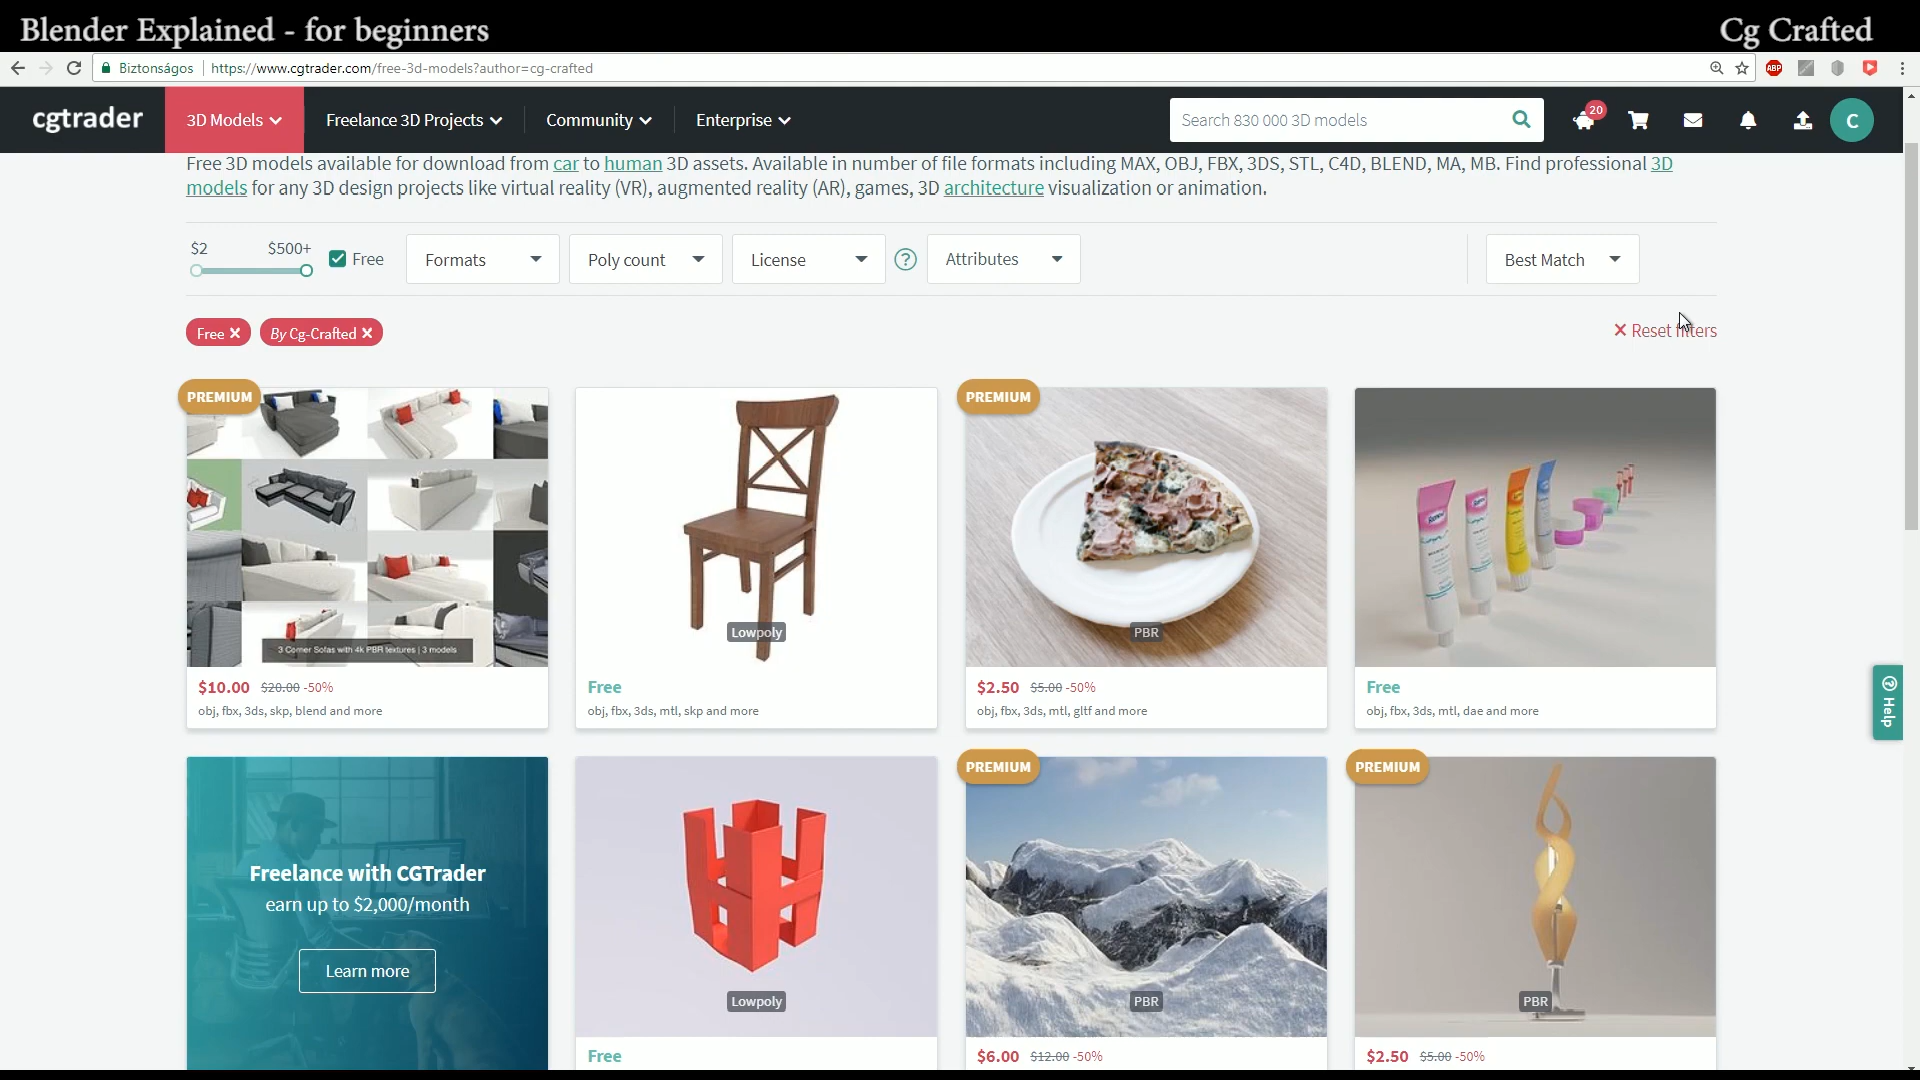 Blender Explained - for beginners
Cg Crafted
Biztonságos
https://www.cgtrader.com/free-3d-models?author=cg-crafted
ABP
cgtrader
3D Models
Freelance 3D Projects
Community
Enterprise
Search 830 000 3D models
20
C
Free 3D models available for download from car to human 3D assets. Available in number of file formats including MAX, OBJ, FBX, 3DS, STL, C4D, BLEND, MA, MB. Find professional 3D
models for any 3D design projects like virtual reality (VR), augmented reality (AR), games, 3D architecture visualization or animation.
$2
$500+
Free
Formats
Poly count
License
?
Attributes
Best Match
Free
By Cg-Crafted
Reset filters
PREMIUM
3 Corner Sofas with 4k PBR textures | 3 models
$10.00 $20.00 -50%
obj, fbx, 3ds, skp, blend and more
Lowpoly
Free
obj, fbx, 3ds, mtl, skp and more
PREMIUM
PBR
$2.50 $5.00 -50%
obj, fbx, 3ds, mtl, gltf and more
Free
obj, fbx, 3ds, mtl, dae and more
Help
Freelance with CGTrader
earn up to $2,000/month
Learn more
Lowpoly
Free
PREMIUM
PBR
$6.00 $12.00 -50%
PREMIUM
PBR
$2.50 $5.00 -50%